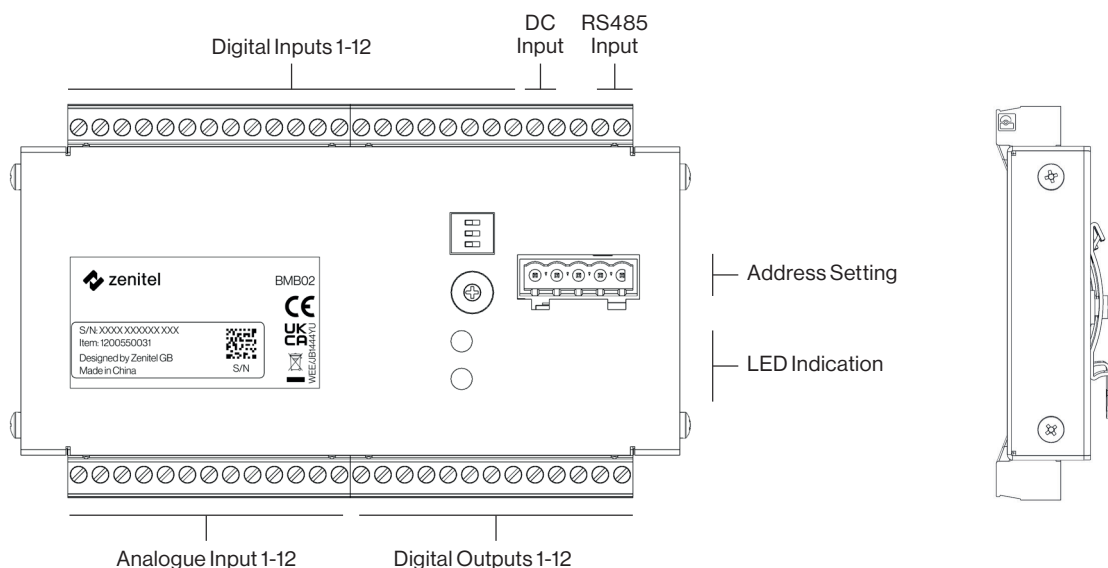 Digital Inputs 1-12
DC
Input
RS485
Input
zenitel
BMB02
CE
UK
CA
S/N: XXXX XXXXXX XXX
Item: 1200550031
Designed by Zenitel GB
Made in China
S/N
WEE/JB1444YU
Address Setting
LED Indication
Analogue Input 1-12
Digital Outputs 1-12